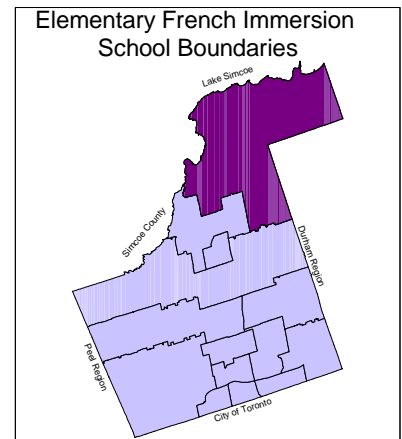 Elementary French Immersion
School Boundaries
Lake Simcoe
Simcoe County
Durham Region
Peel Region
City of Toronto